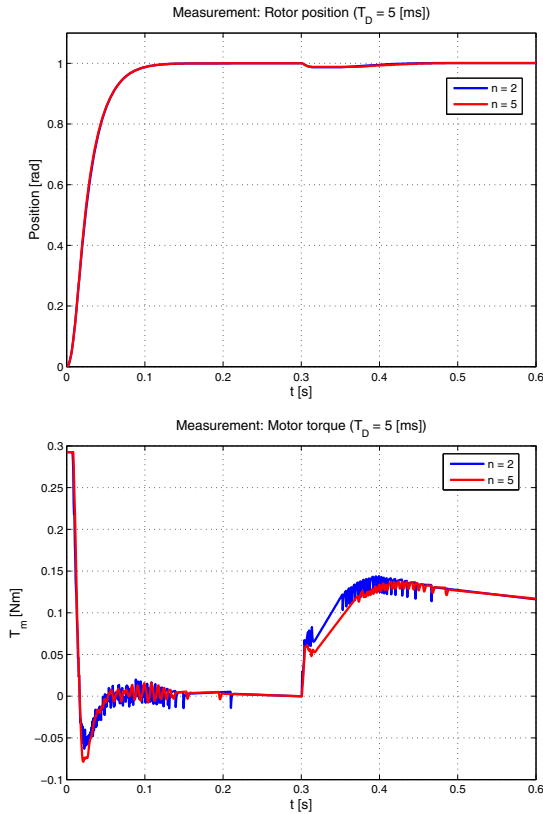 Measurement: Rotor position (T_D = 5 [ms])
Position [rad]
1
0.8
0.6
0.4
0.2
0
n = 2
n = 5
0 0.1 0.2 0.3 0.4 0.5 0.6
t [s]
Measurement: Motor torque (T_D = 5 [ms])
T_m [Nm]
0.3
0.25
0.2
0.15
0.1
0.05
0
−0.05
−0.1
n = 2
n = 5
0 0.1 0.2 0.3 0.4 0.5 0.6
t [s]